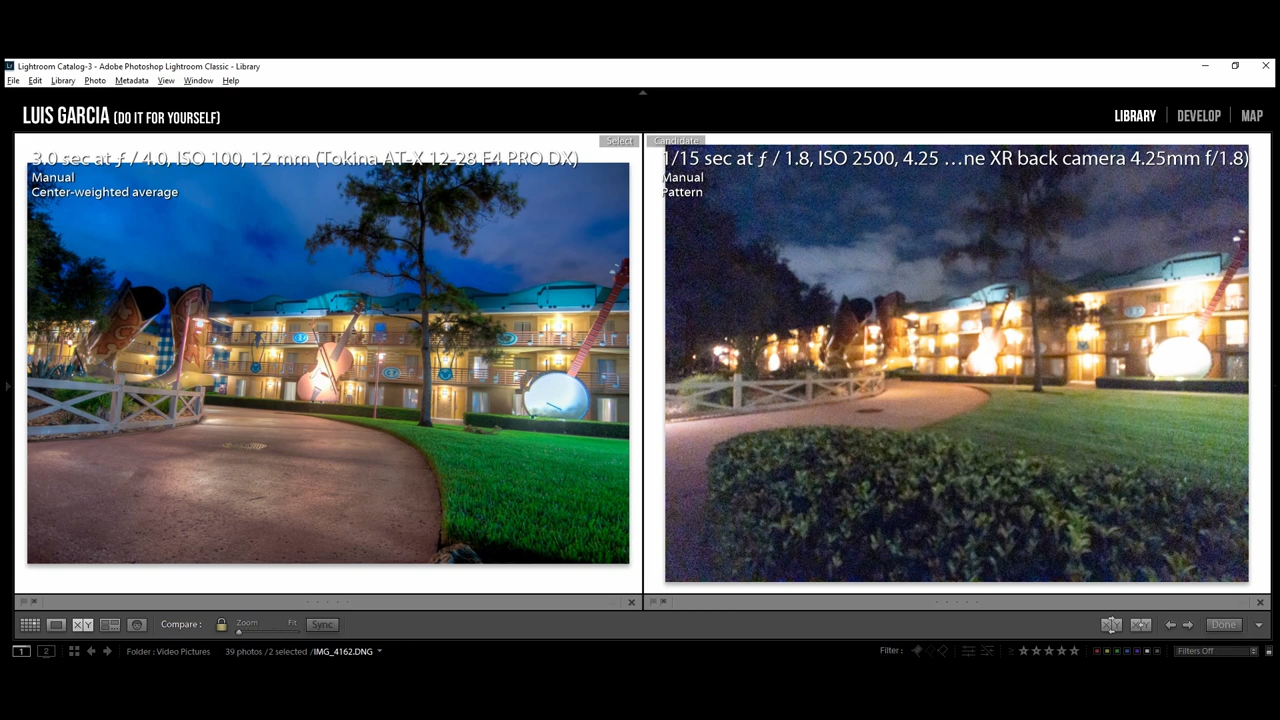 Lr Lightroom Catalog-3 - Adobe Photoshop Lightroom Classic - Library
File Edit Library Photo Metadata View Window Help
LUIS GARCIA (DO IT FOR YOURSELF)
LIBRARY | DEVELOP | MAP
Select
Candidate
3.0 sec at ƒ / 4.0, ISO 100, 12 mm (Tokina AT-X 12-28 F4 PRO DX)
Manual
Center-weighted average
1/15 sec at ƒ / 1.8, ISO 2500, 4.25 ...ne XR back camera 4.25mm f/1.8)
Manual
Pattern
XY Compare : Zoom Fit Sync Done
1 2 Folder : Video Pictures 39 photos /2 selected /IMG_4162.DNG Filter : Filters Off